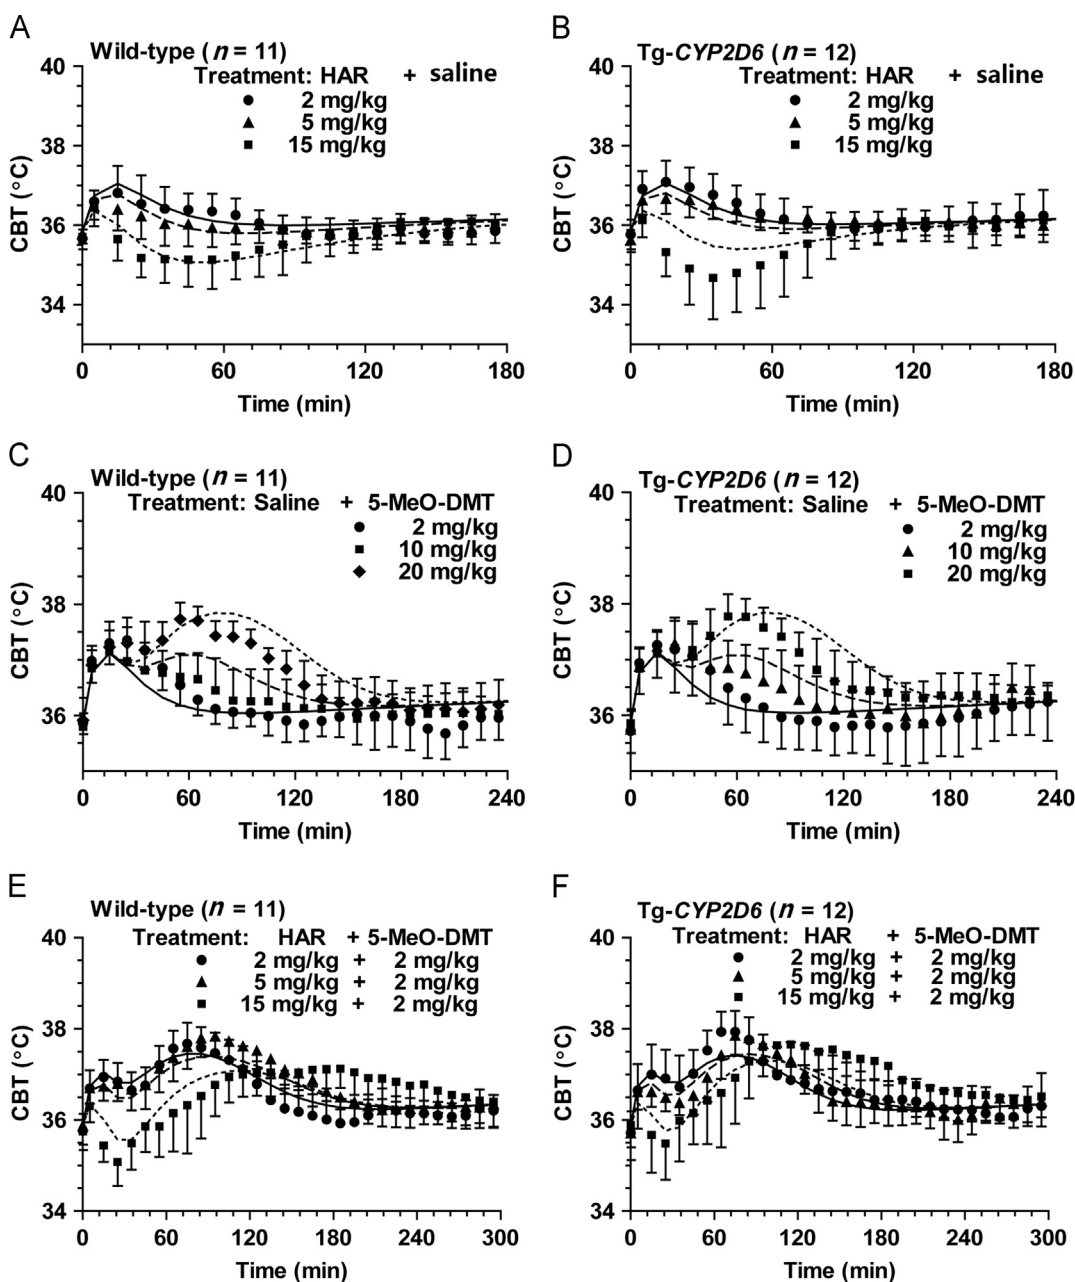 A
Wild-type (n = 11)
Treatment: HAR + saline
2 mg/kg
5 mg/kg
15 mg/kg
40
38
36
34
CBT (°C)
0 60 120 180
Time (min)
B
Tg-CYP2D6 (n = 12)
Treatment: HAR + saline
2 mg/kg
5 mg/kg
15 mg/kg
40
38
36
34
CBT (°C)
0 60 120 180
Time (min)
C
Wild-type (n = 11)
Treatment: Saline + 5-MeO-DMT
2 mg/kg
10 mg/kg
20 mg/kg
40
38
36
CBT (°C)
0 60 120 180 240
Time (min)
D
Tg-CYP2D6 (n = 12)
Treatment: Saline + 5-MeO-DMT
2 mg/kg
10 mg/kg
20 mg/kg
40
38
36
CBT (°C)
0 60 120 180 240
Time (min)
E
Wild-type (n = 11)
Treatment: HAR + 5-MeO-DMT
2 mg/kg + 2 mg/kg
5 mg/kg + 2 mg/kg
15 mg/kg + 2 mg/kg
40
38
36
34
CBT (°C)
0 60 120 180 240 300
Time (min)
F
Tg-CYP2D6 (n = 12)
Treatment: HAR + 5-MeO-DMT
2 mg/kg + 2 mg/kg
5 mg/kg + 2 mg/kg
15 mg/kg + 2 mg/kg
40
38
36
34
CBT (°C)
0 60 120 180 240 300
Time (min)